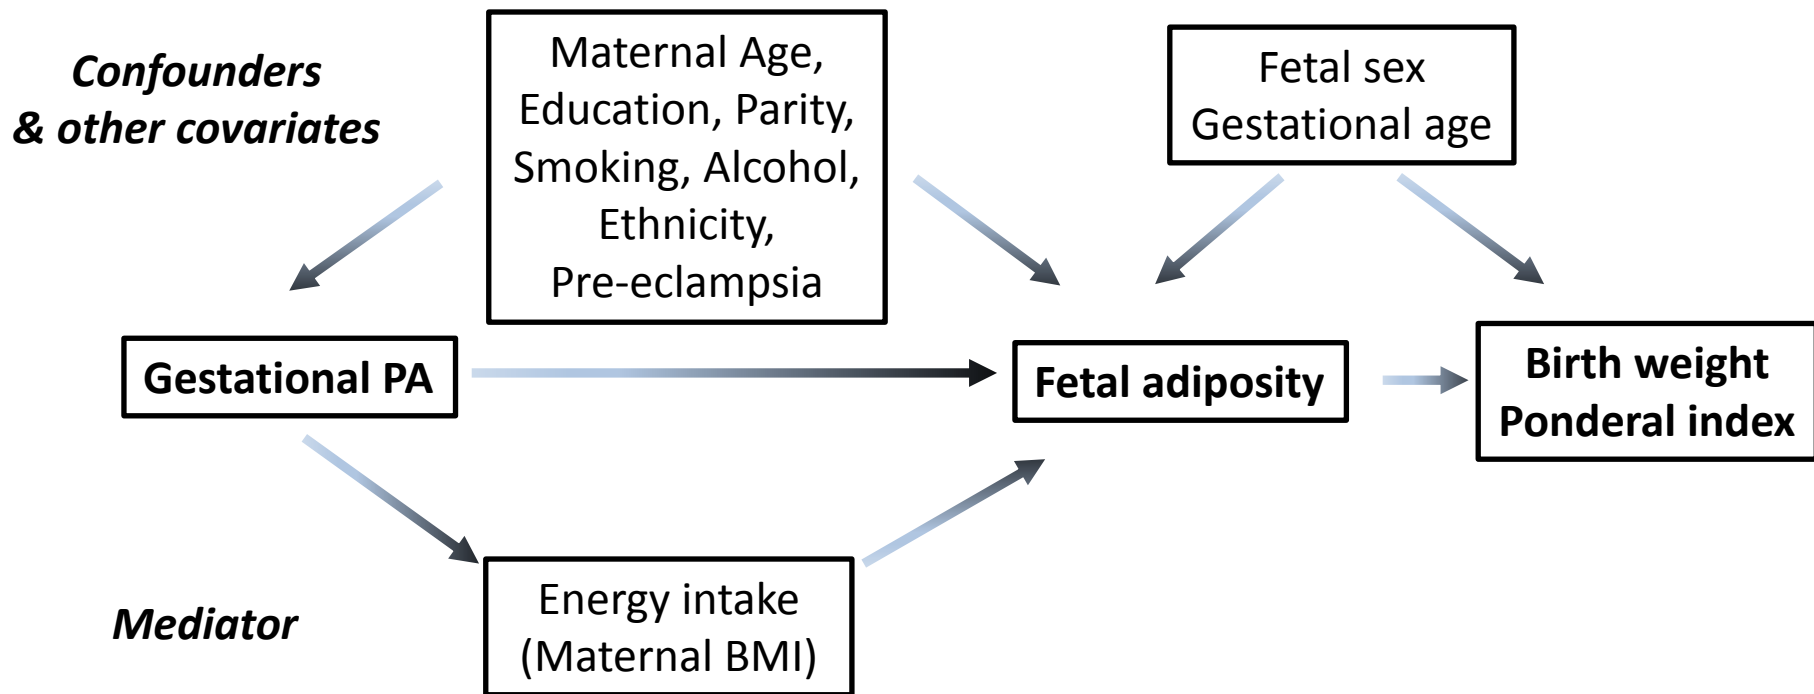 Confounders
& other covariates
Maternal Age,
Education, Parity,
Smoking, Alcohol,
Ethnicity,
Pre-eclampsia
Fetal sex
Gestational age
Gestational PA
Fetal adiposity
Birth weight
Ponderal index
Mediator
Energy intake
(Maternal BMI)